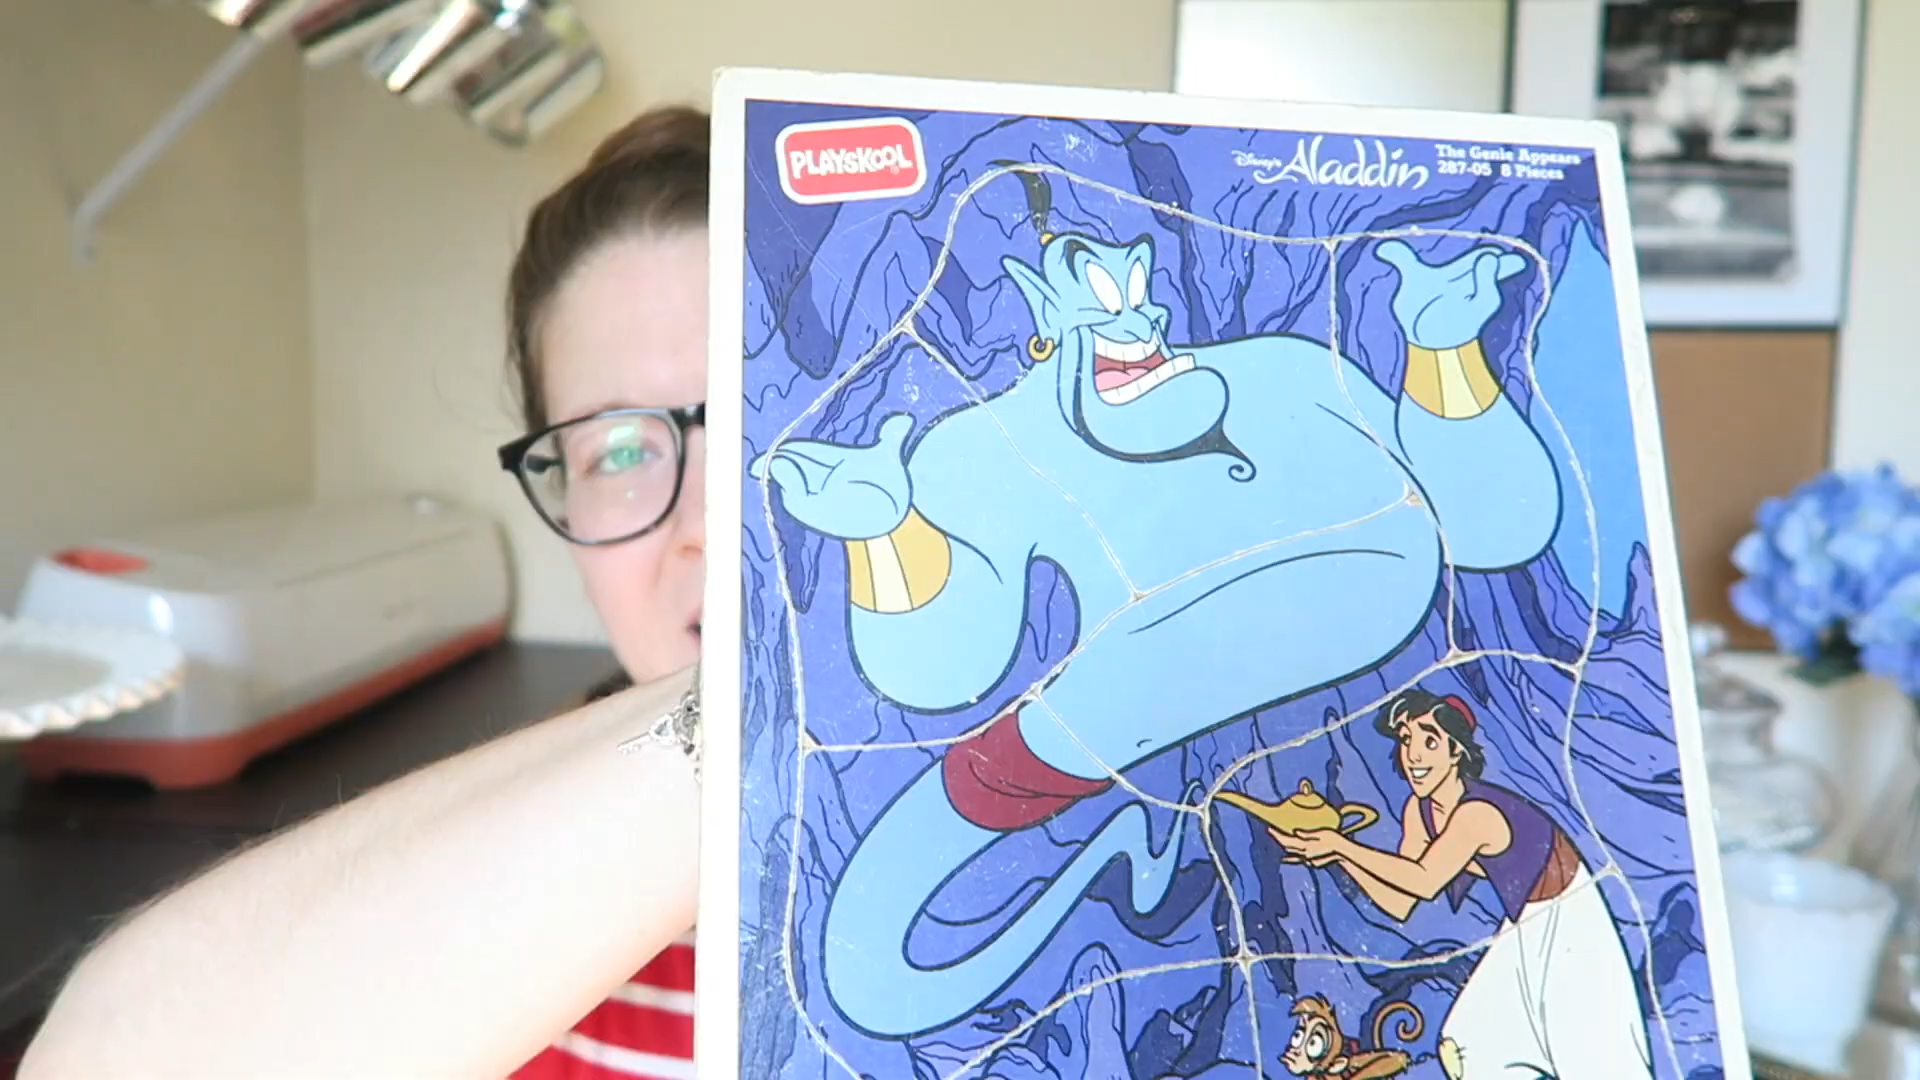 PLAYSKOOL
Disney's Aladdin
The Genie Appears
287-05 8 Pieces